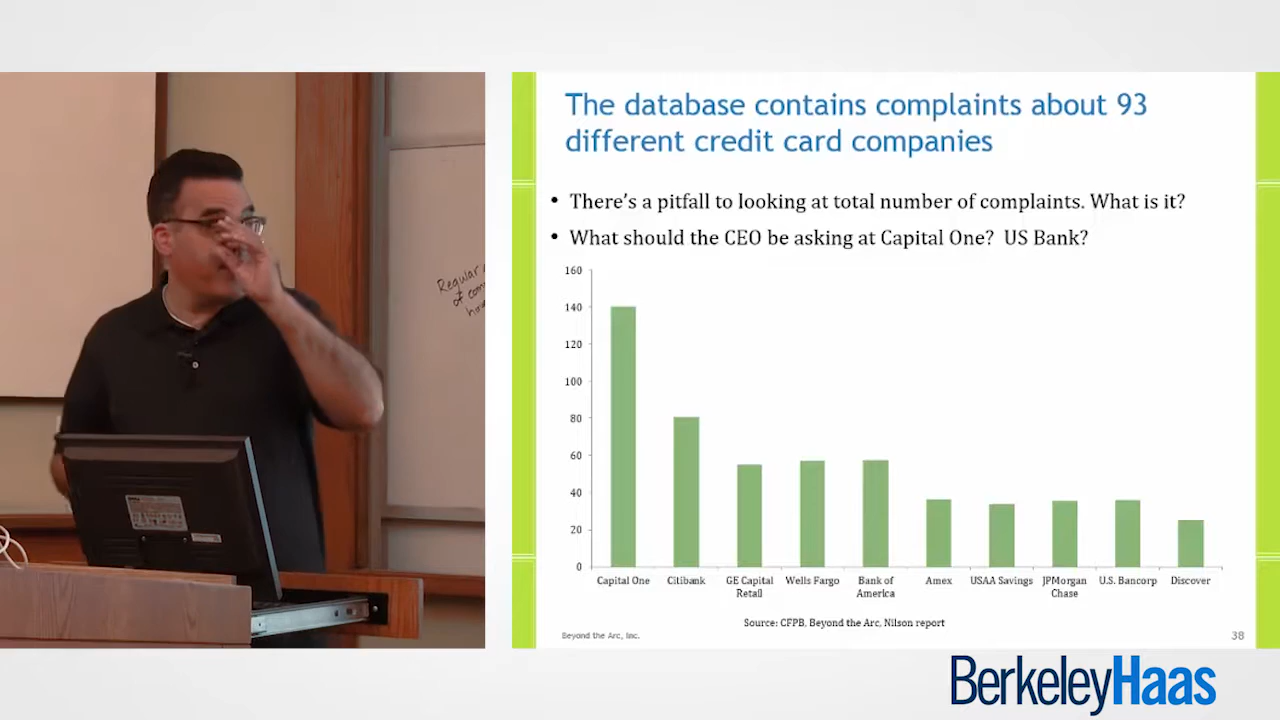 The database contains complaints about 93
different credit card companies
• There's a pitfall to looking at total number of complaints. What is it?
• What should the CEO be asking at Capital One? US Bank?
160
140
120
100
80
60
40
20
0
Capital One
Citibank
GE Capital
Retail
Wells Fargo
Bank of
America
Amex
USAA Savings
JPMorgan
Chase
U.S. Bancorp
Discover
Source: CFPB, Beyond the Arc, Nilson report
Beyond the Arc, Inc.
38
Regular
of
BerkeleyHaas